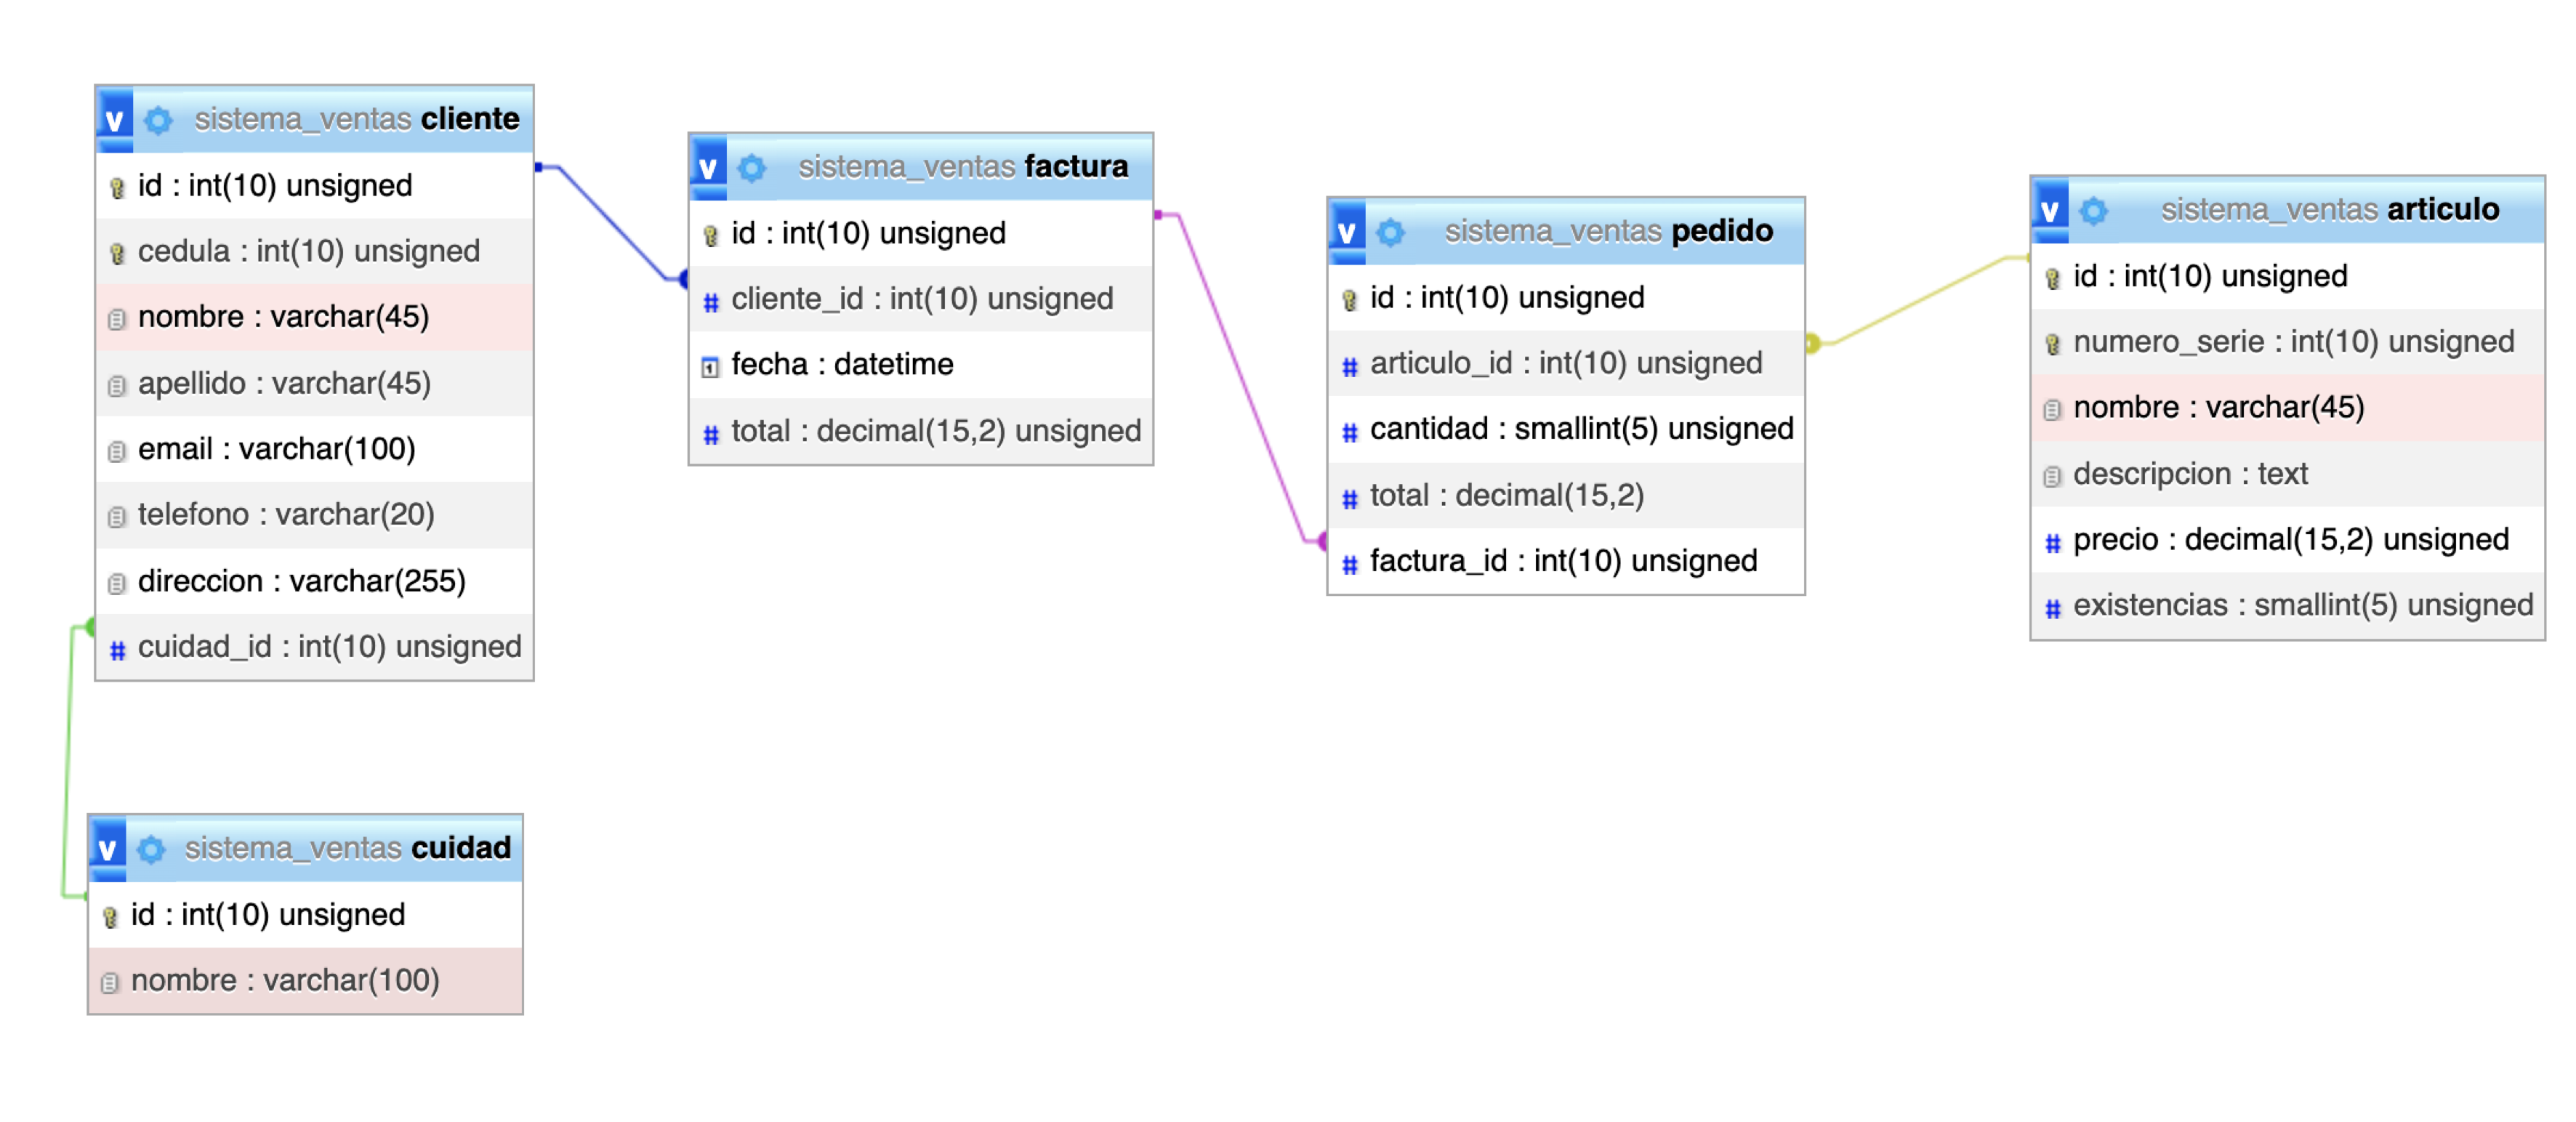 v sistema_ventas cliente
id : int(10) unsigned
cedula : int(10) unsigned
nombre : varchar(45)
apellido : varchar(45)
email : varchar(100)
telefono : varchar(20)
direccion : varchar(255)
# cuidad_id : int(10) unsigned
v sistema_ventas factura
id : int(10) unsigned
# cliente_id : int(10) unsigned
1 fecha : datetime
# total : decimal(15,2) unsigned
v sistema_ventas pedido
id : int(10) unsigned
# articulo_id : int(10) unsigned
# cantidad : smallint(5) unsigned
# total : decimal(15,2)
# factura_id : int(10) unsigned
v sistema_ventas articulo
id : int(10) unsigned
numero_serie : int(10) unsigned
nombre : varchar(45)
descripcion : text
# precio : decimal(15,2) unsigned
# existencias : smallint(5) unsigned
v sistema_ventas cuidad
id : int(10) unsigned
nombre : varchar(100)